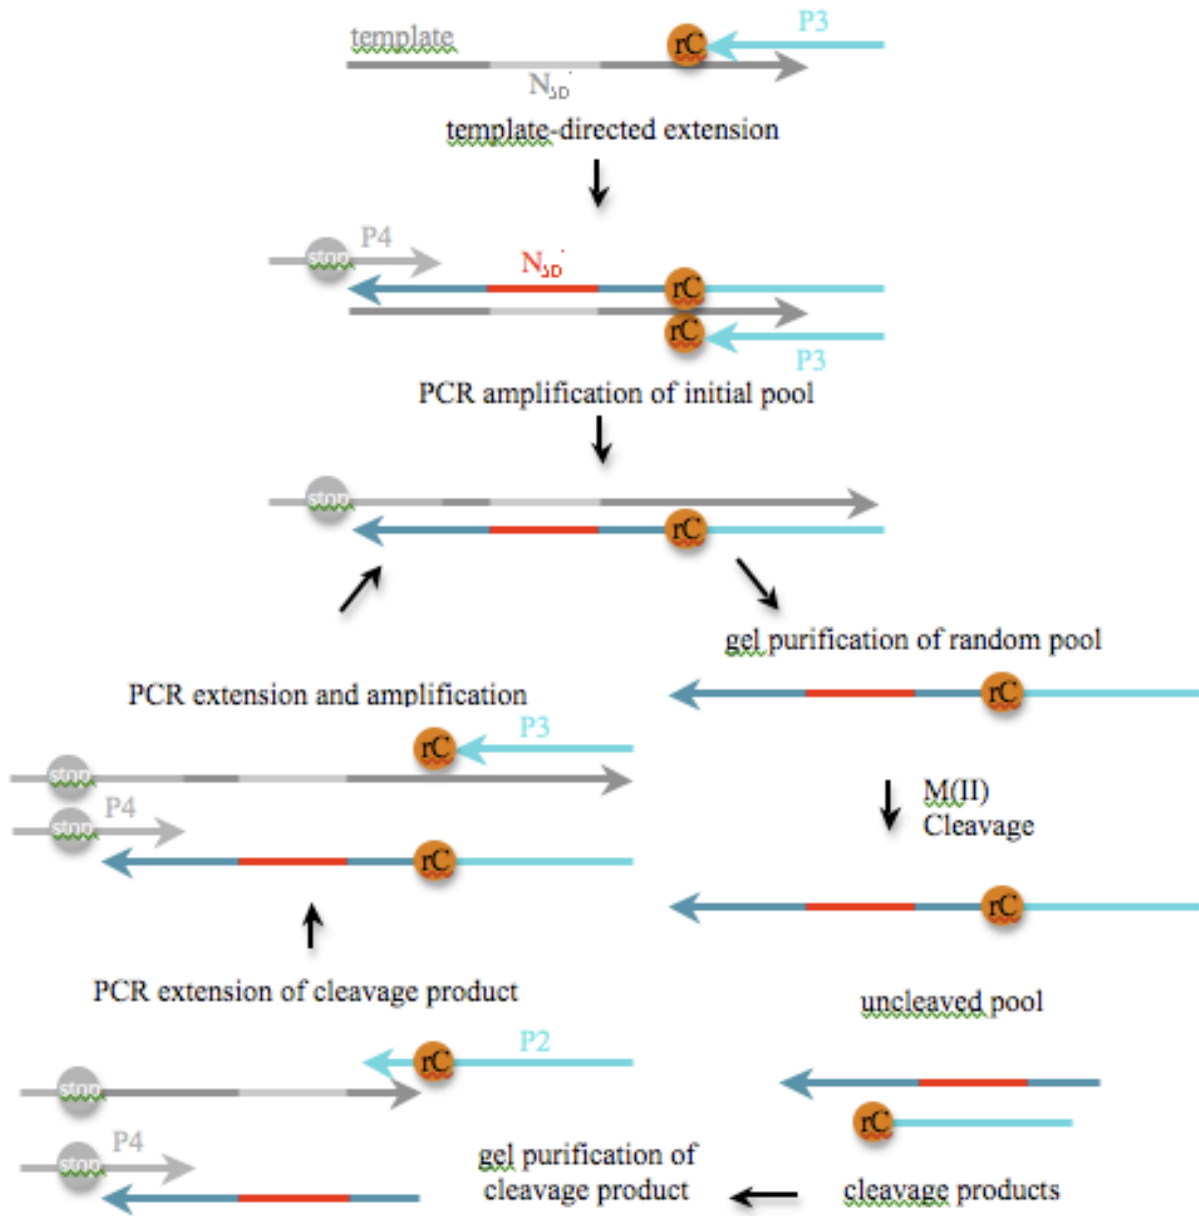 template
rC
P3
N
template-directed extension
P4
stop
N
rC
rC
P3
PCR amplification of initial pool
stop
rC
gel purification of random pool
rC
PCR extension and amplification
rC
P3
stop
P4
stop
rC
M(II)
Cleavage
rC
PCR extension of cleavage product
uncleaved pool
P2
rC
stop
rC
P4
stop
gel purification of
cleavage product
cleavage products